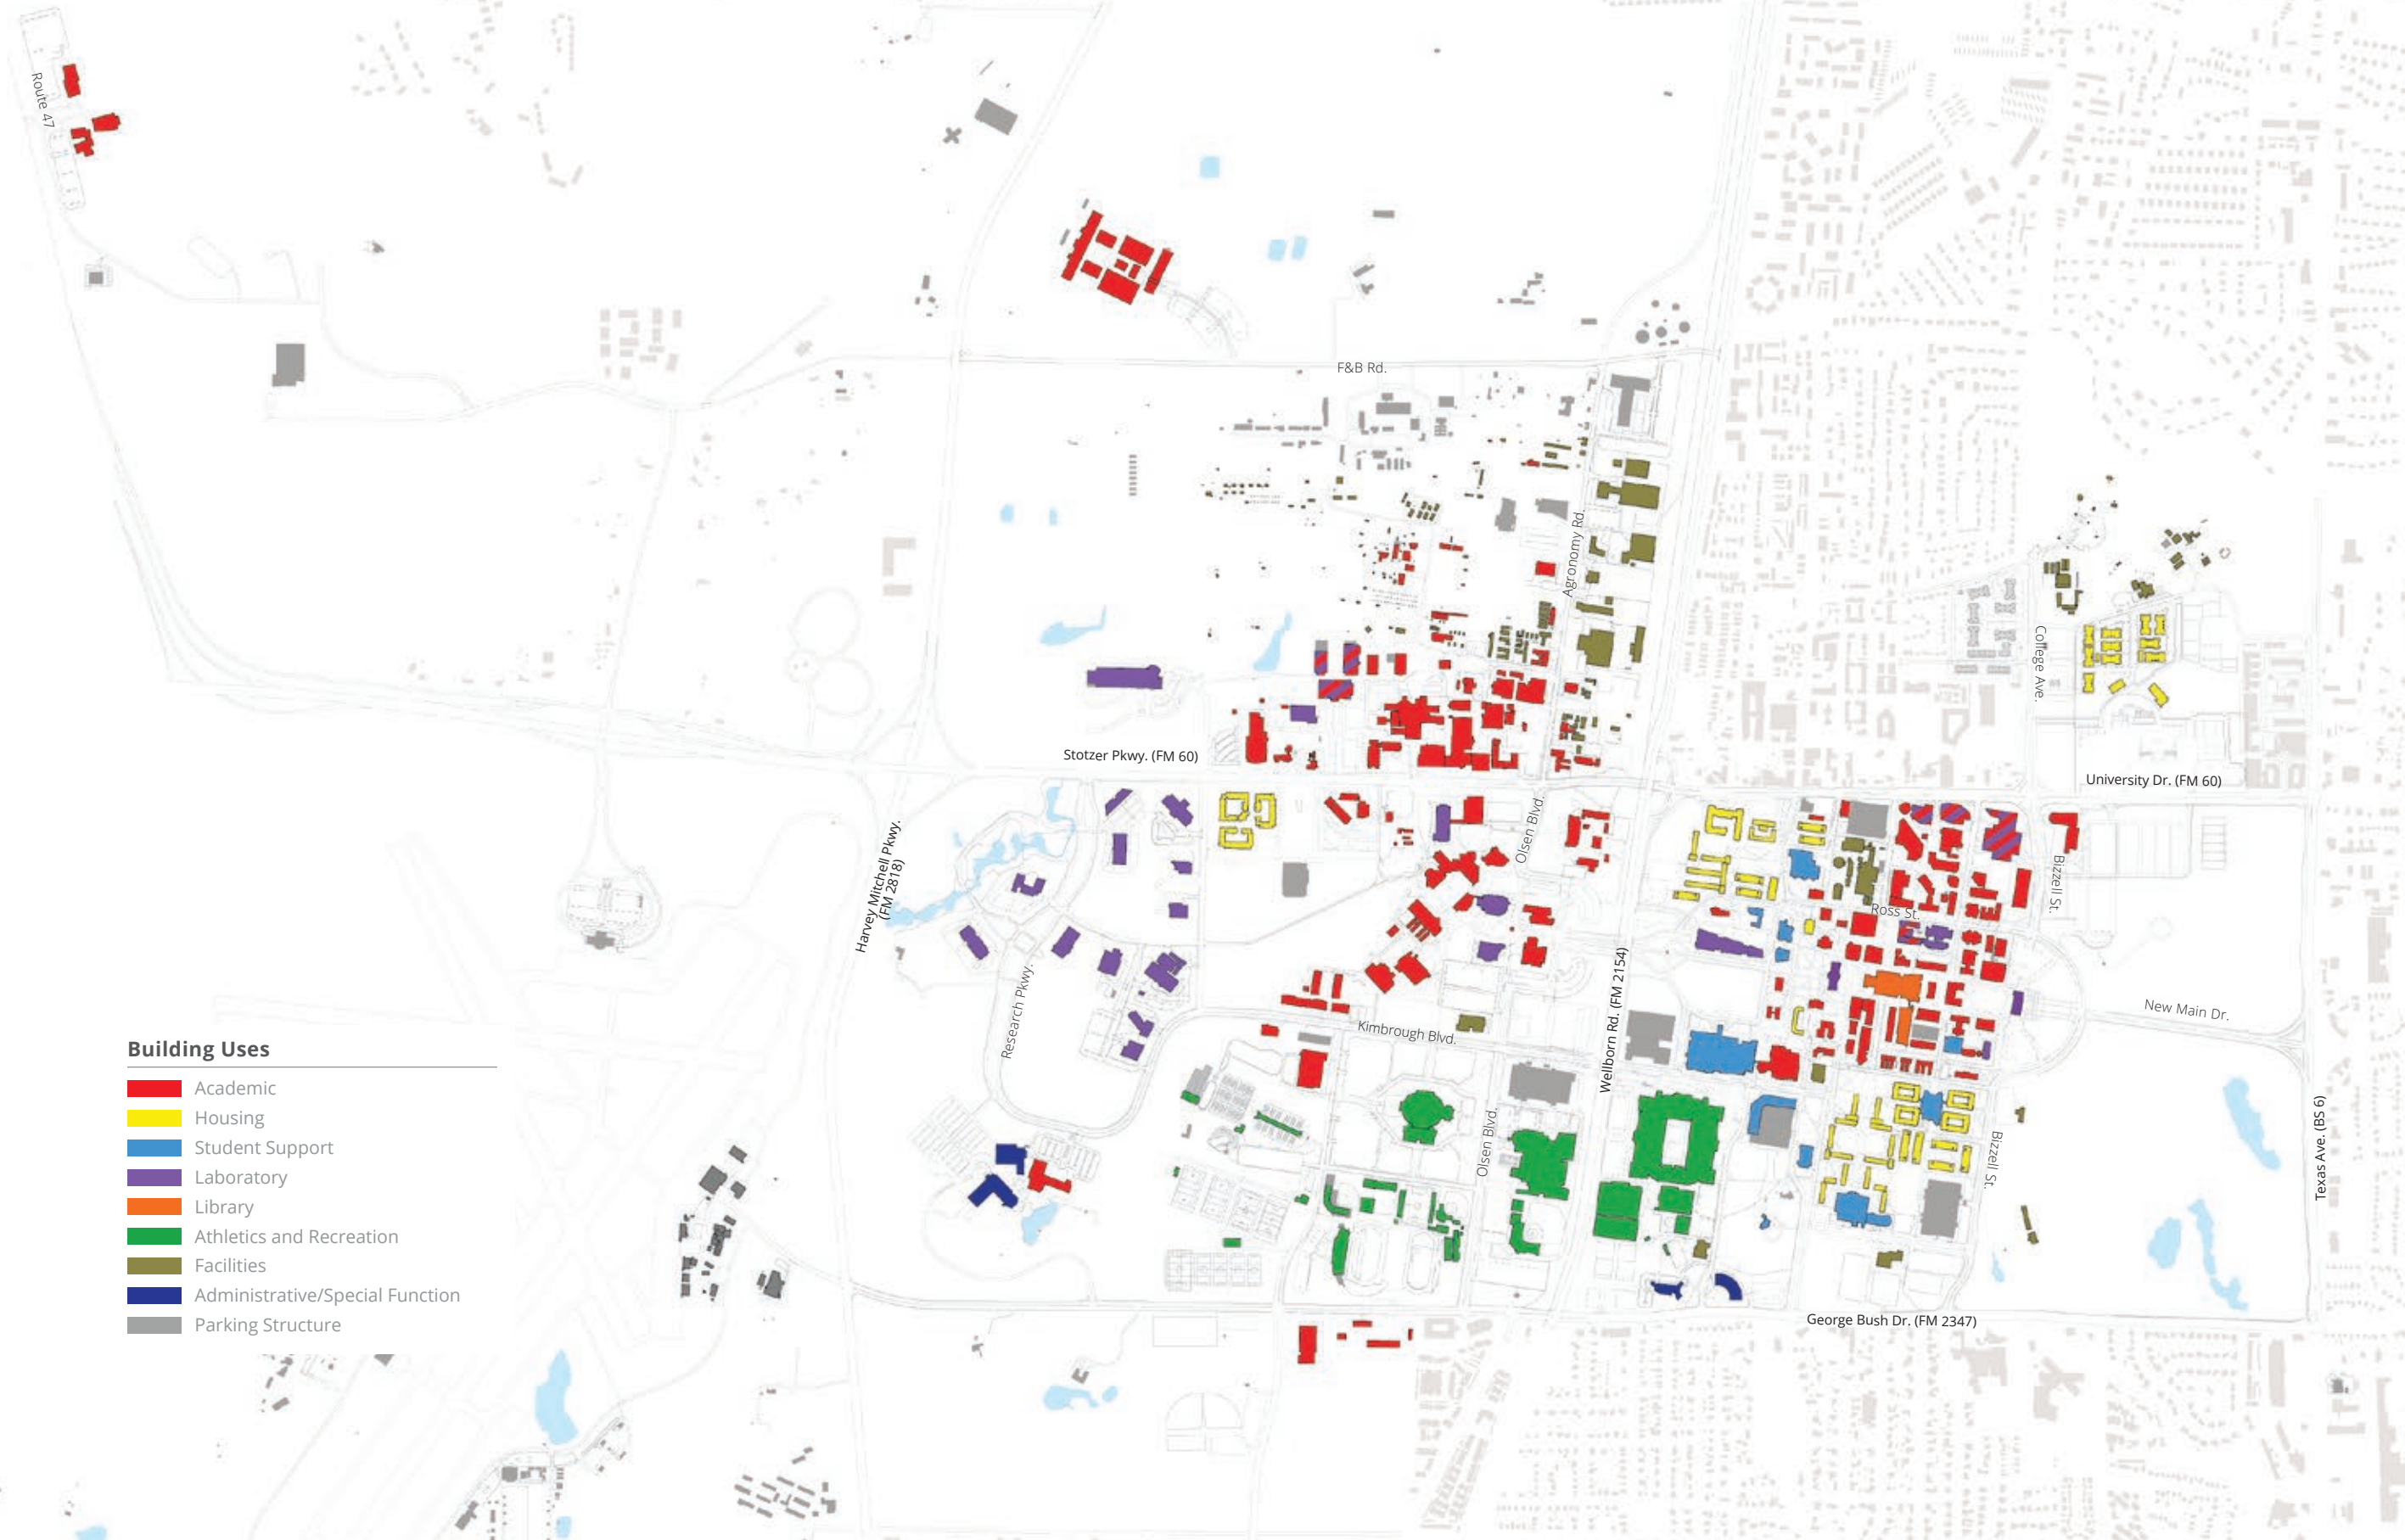 Route 47
F&B Rd.
Agronomy Rd.
College Ave.
Stotzer Pkwy. (FM 60)
University Dr. (FM 60)
Harvey Mitchell Pkwy.
(FM 2818)
Olsen Blvd.
Bizzell St.
Ross St.
Research Pkwy.
Wellborn Rd. (FM 2154)
New Main Dr.
Kimbrough Blvd.
Olsen Blvd.
Bizzell St.
Texas Ave. (BS 6)
George Bush Dr. (FM 2347)
Building Uses
Academic
Housing
Student Support
Laboratory
Library
Athletics and Recreation
Facilities
Administrative/Special Function
Parking Structure